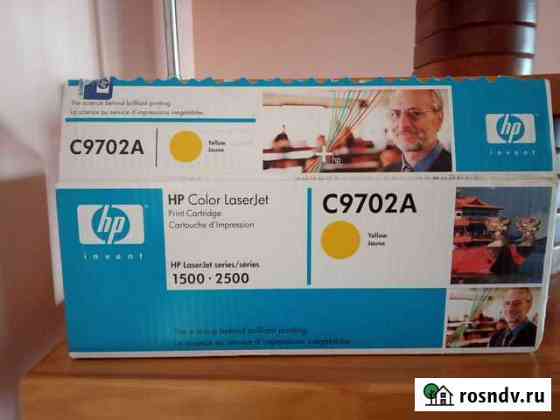 The science behind brilliant printing.
La science au service d'impressions inégalables.
C9702A
Yellow
Jaune
hp
hp
invent
hp
invent
HP Color LaserJet
Print Cartridge
Cartouche d'impression
HP LaserJet series/séries
1500 · 2500
C9702A
Yellow
Jaune
The science behind brilliant printing.
La science au service d'impressions inégalables.
rosndv.ru